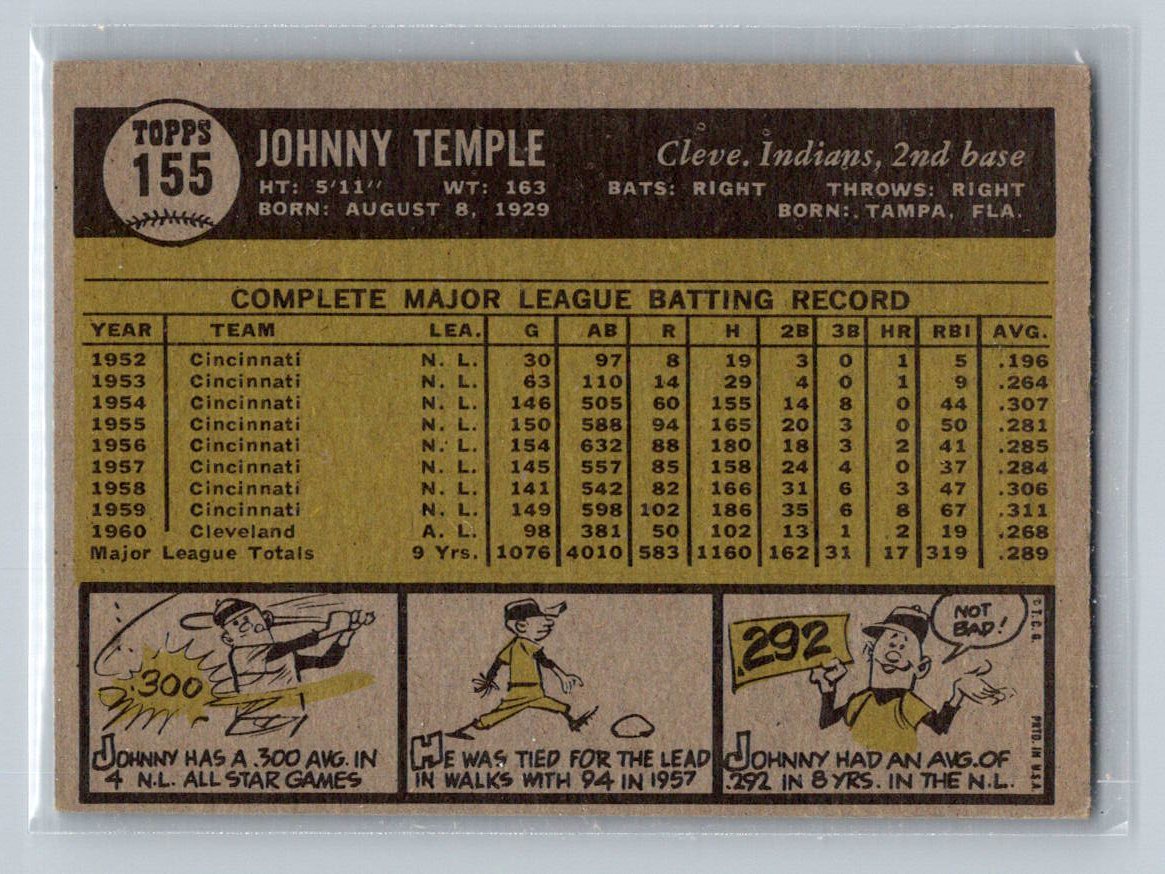 TOPPS
155
JOHNNY TEMPLE
Cleve. Indians, 2nd base
HT: 5'11" WT: 163 BATS: RIGHT THROWS: RIGHT
BORN: AUGUST 8, 1929 BORN: TAMPA, FLA.
COMPLETE MAJOR LEAGUE BATTING RECORD
YEAR TEAM LEA. G AB R H 2B 3B HR RBI AVG.
1952 Cincinnati N. L. 30 97 8 19 3 0 1 5 .196
1953 Cincinnati N. L. 63 110 14 29 4 0 1 9 .264
1954 Cincinnati N. L. 146 505 60 155 14 8 0 44 .307
1955 Cincinnati N. L. 150 588 94 165 20 3 0 50 .281
1956 Cincinnati N. L. 154 632 88 180 18 3 2 41 .285
1957 Cincinnati N. L. 145 557 85 158 24 4 0 37 .284
1958 Cincinnati N. L. 141 542 82 166 31 6 3 47 .306
1959 Cincinnati N. L. 149 598 102 186 35 6 8 67 .311
1960 Cleveland A. L. 98 381 50 102 13 1 2 19 .268
Major League Totals 9 Yrs. 1076 4010 583 1160 162 31 17 319 .289
.300
JOHNNY HAS A .300 AVG. IN
4 N.L. ALL STAR GAMES
HE WAS TIED FOR THE LEAD
IN WALKS WITH 94 IN 1957
.292
NOT
BAD!
JOHNNY HAD AN AVG. OF
.292 IN 8 YRS. IN THE N.L.
© T. C. G.
PRTD. IN U.S.A.